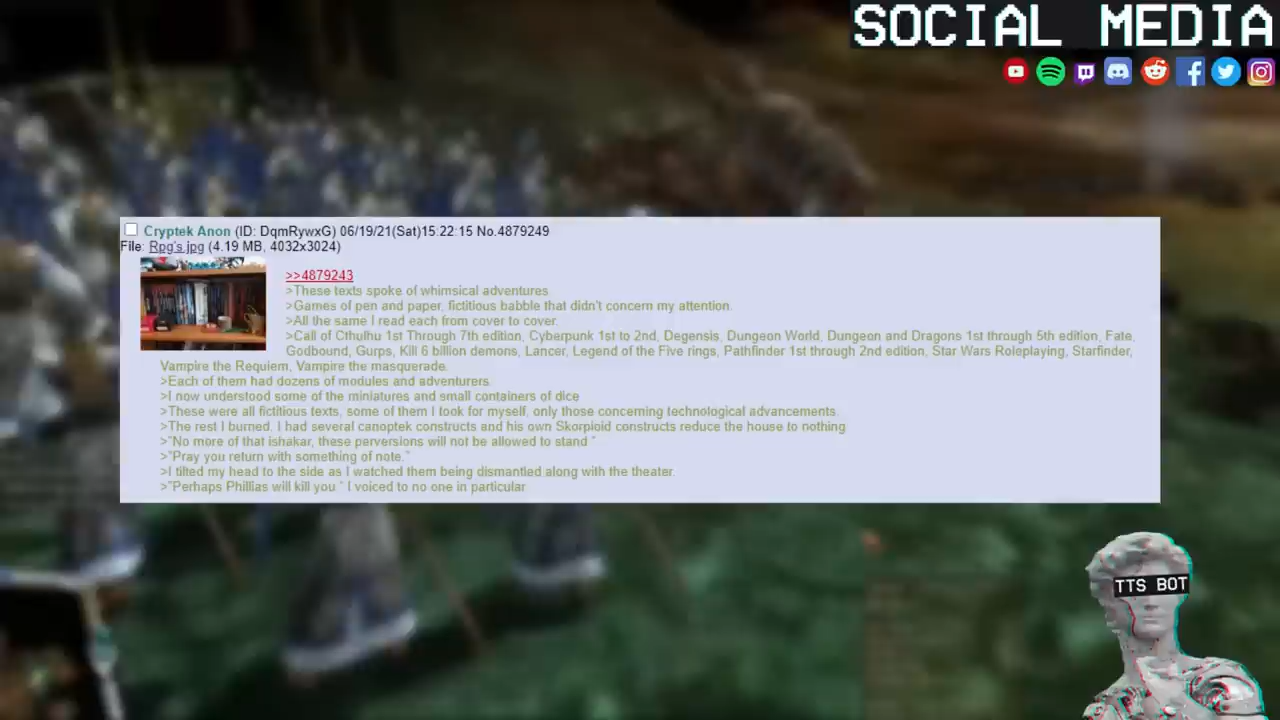 SOCIAL MEDIA
Cryptek Anon (ID: DqmRywxG) 06/19/21(Sat)15:22:15 No.4879249
File: Rpg's.jpg (4.19 MB, 4032x3024)
>>4879243
>These texts spoke of whimsical adventures
>Games of pen and paper, fictitious babble that didn't concern my attention.
>All the same I read each from cover to cover.
>Call of Cthulhu 1st Through 7th edition, Cyberpunk 1st to 2nd, Degensis, Dungeon World, Dungeon and Dragons 1st through 5th edition, Fate,
Godbound, Gurps, Kill 6 billion demons, Lancer, Legend of the Five rings, Pathfinder 1st through 2nd edition, Star Wars Roleplaying, Starfinder,
Vampire the Requiem, Vampire the masquerade.
>Each of them had dozens of modules and adventurers.
>I now understood some of the miniatures and small containers of dice
>These were all fictitious texts, some of them I took for myself, only those concerning technological advancements.
>The rest I burned. I had several canoptek constructs and his own Skorpioid constructs reduce the house to nothing
>"No more of that ishakar, these perversions will not be allowed to stand "
>"Pray you return with something of note."
>I tilted my head to the side as I watched them being dismantled along with the theater.
>"Perhaps Phillias will kill you " I voiced to no one in particular
TTS BOT